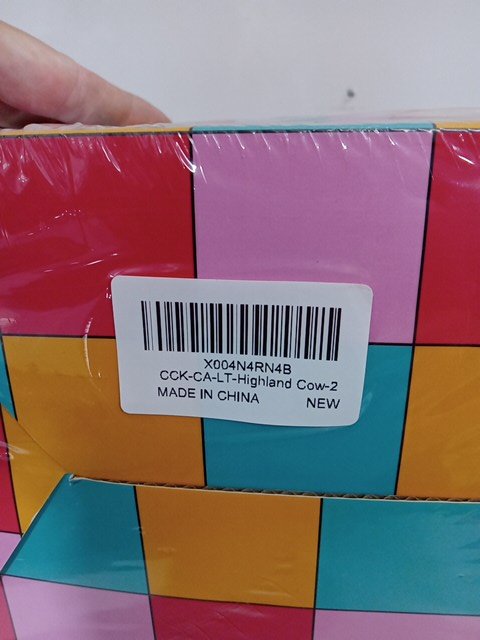 X004N4RN4B
CCK-CA-LT-Highland Cow-2
MADE IN CHINA NEW